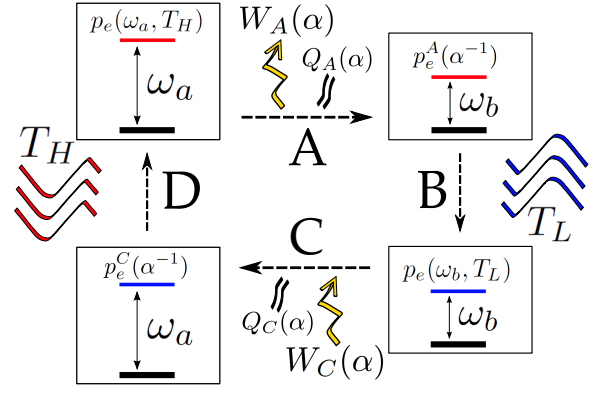 p_e(ω_a, T_H)
ω_a
W_A(α)
Q_A(α)
A
p_e^A(α^{-1})
ω_b
T_H
D
B
T_L
C
p_e^C(α^{-1})
ω_a
Q_C(α)
W_C(α)
p_e(ω_b, T_L)
ω_b